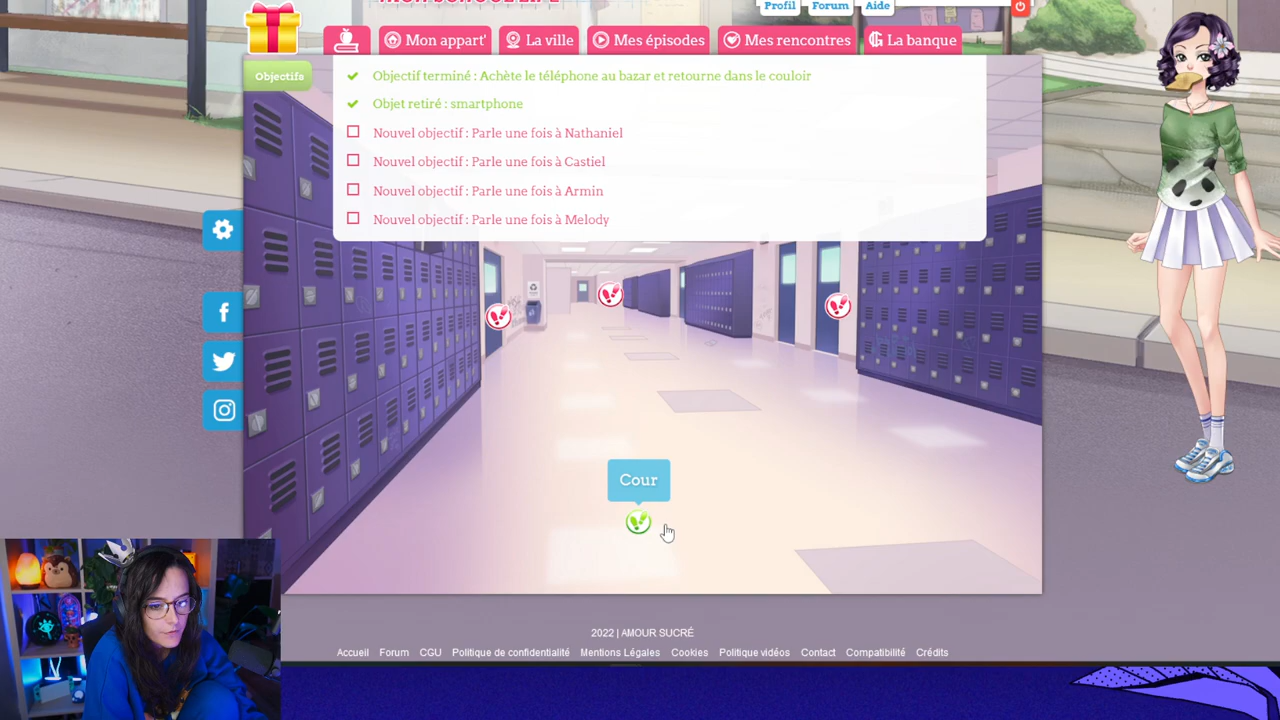 Profil
Forum
Aide
Mon appart'
La ville
Mes épisodes
Mes rencontres
La banque
Objectifs
Objectif terminé : Achète le téléphone au bazar et retourne dans le couloir
Objet retiré : smartphone
Nouvel objectif : Parle une fois à Nathaniel
Nouvel objectif : Parle une fois à Castiel
Nouvel objectif : Parle une fois à Armin
Nouvel objectif : Parle une fois à Melody
Cour
2022 | AMOUR SUCRÉ
Accueil Forum CGU Politique de confidentialité Mentions Légales Cookies Politique vidéos Contact Compatibilité Crédits